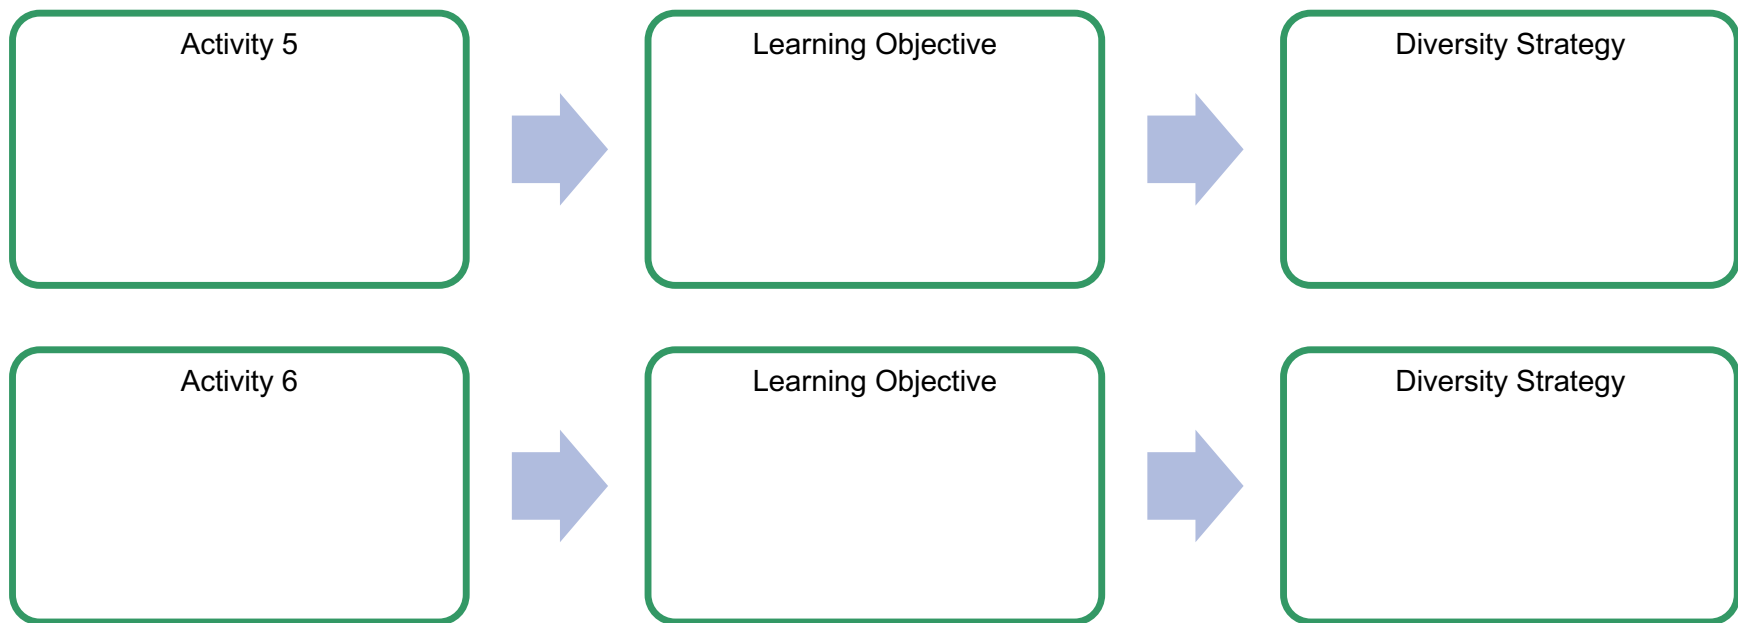 Activity 5
Learning Objective
Diversity Strategy
Activity 6
Learning Objective
Diversity Strategy